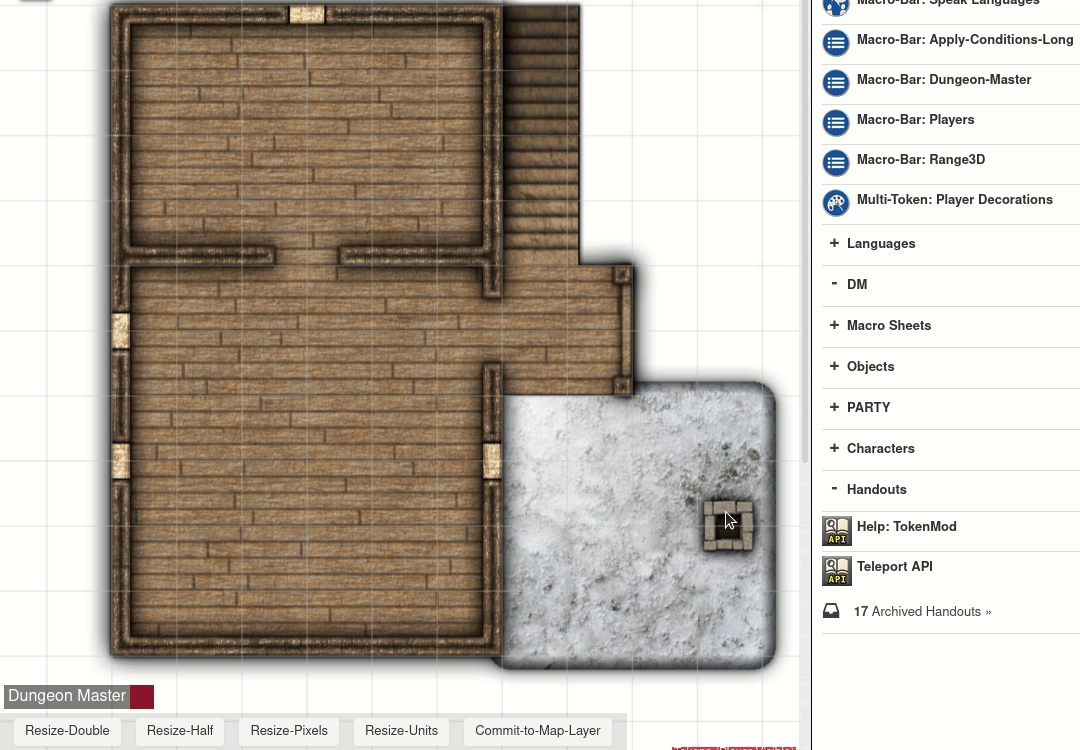 Macro-Bar: Speak Languages
Macro-Bar: Apply-Conditions-Long
Macro-Bar: Dungeon-Master
Macro-Bar: Players
Macro-Bar: Range3D
Multi-Token: Player Decorations
+ Languages
- DM
+ Macro Sheets
+ Objects
+ PARTY
+ Characters
- Handouts
API Help: TokenMod
API Teleport API
17 Archived Handouts »
Dungeon Master
Resize-Double Resize-Half Resize-Pixels Resize-Units Commit-to-Map-Layer